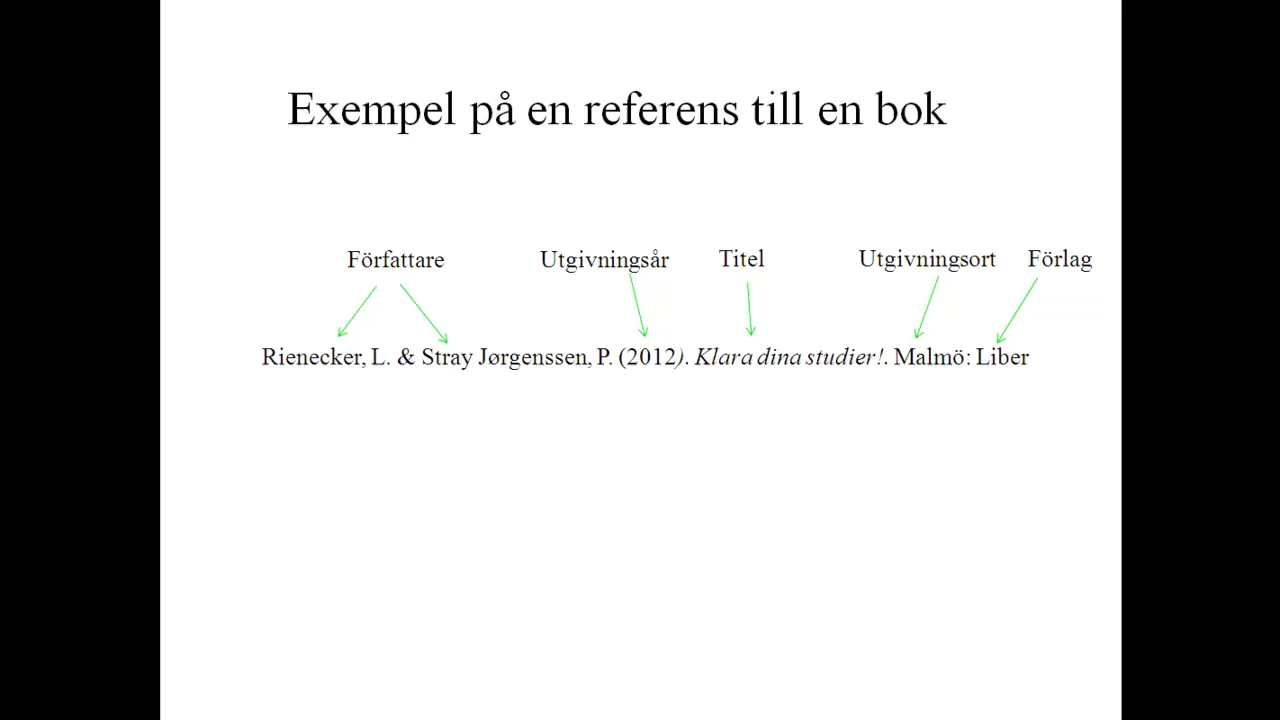 Exempel på en referens till en bok
Författare Utgivningsår Titel Utgivningsort Förlag
Rienecker, L. & Stray Jørgenssen, P. (2012). Klara dina studier!. Malmö: Liber